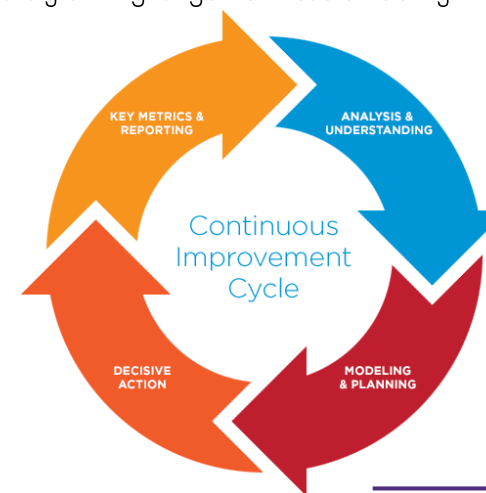 KEY METRICS &
REPORTING
ANALYSIS &
UNDERSTANDING
Continuous
Improvement
Cycle
DECISIVE
ACTION
MODELING
& PLANNING